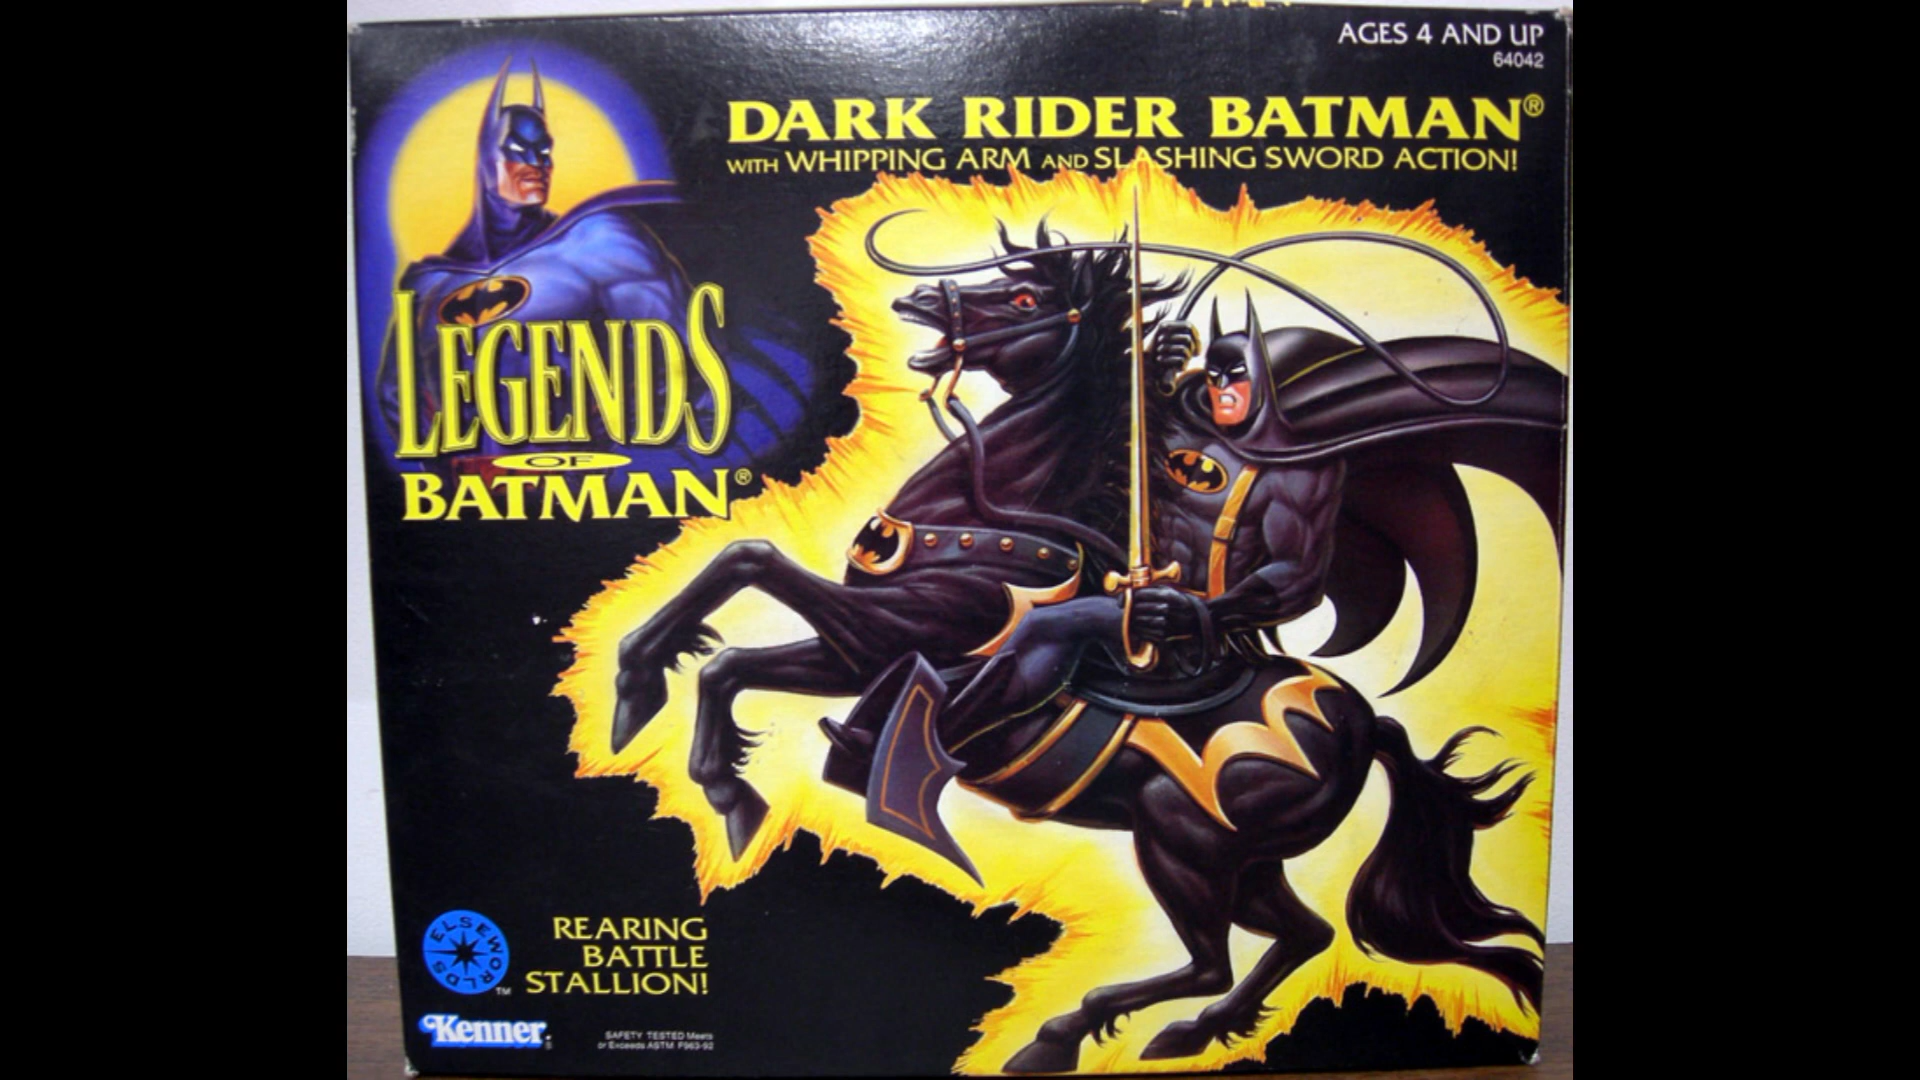 AGES 4 AND UP
64042
DARK RIDER BATMAN®
WITH WHIPPING ARM AND SLASHING SWORD ACTION!
LEGENDS
OF
BATMAN®
ELSEWORLDS
TM
REARING
BATTLE
STALLION!
Kenner®
SAFETY TESTED Meets
or Exceeds ASTM F963-92